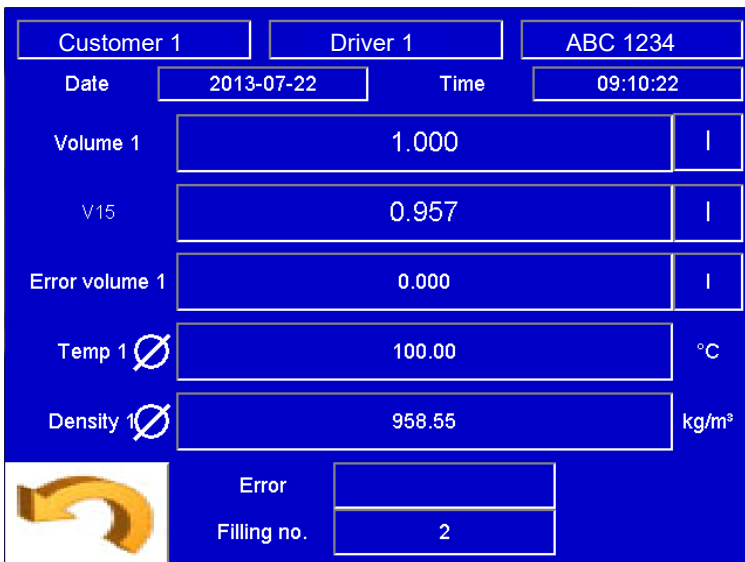 Customer 1 Driver 1 ABC 1234
Date 2013-07-22 Time 09:10:22
Volume 1 1.000 l
V15 0.957 l
Error volume 1 0.000 l
Temp 1 Ø 100.00 °C
Density 1 Ø 958.55 kg/m³
Error
Filling no. 2